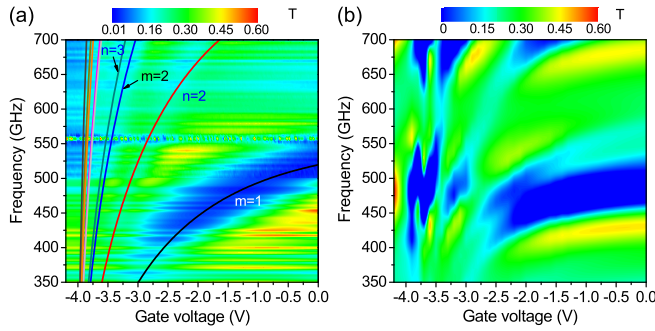 (a)
T
0.01 0.15 0.30 0.45 0.60
700
650
600
550
500
450
400
350
Frequency (GHz)
n=3
m=2
n=2
m=1
-4.0 -3.5 -3.0 -2.5 -2.0 -1.5 -1.0 -0.5 0.0
Gate voltage (V)
(b)
T
0 0.15 0.30 0.45 0.60
700
650
600
550
500
450
400
350
Frequency (GHz)
-4.0 -3.5 -3.0 -2.5 -2.0 -1.5 -1.0 -0.5 0.0
Gate voltage (V)